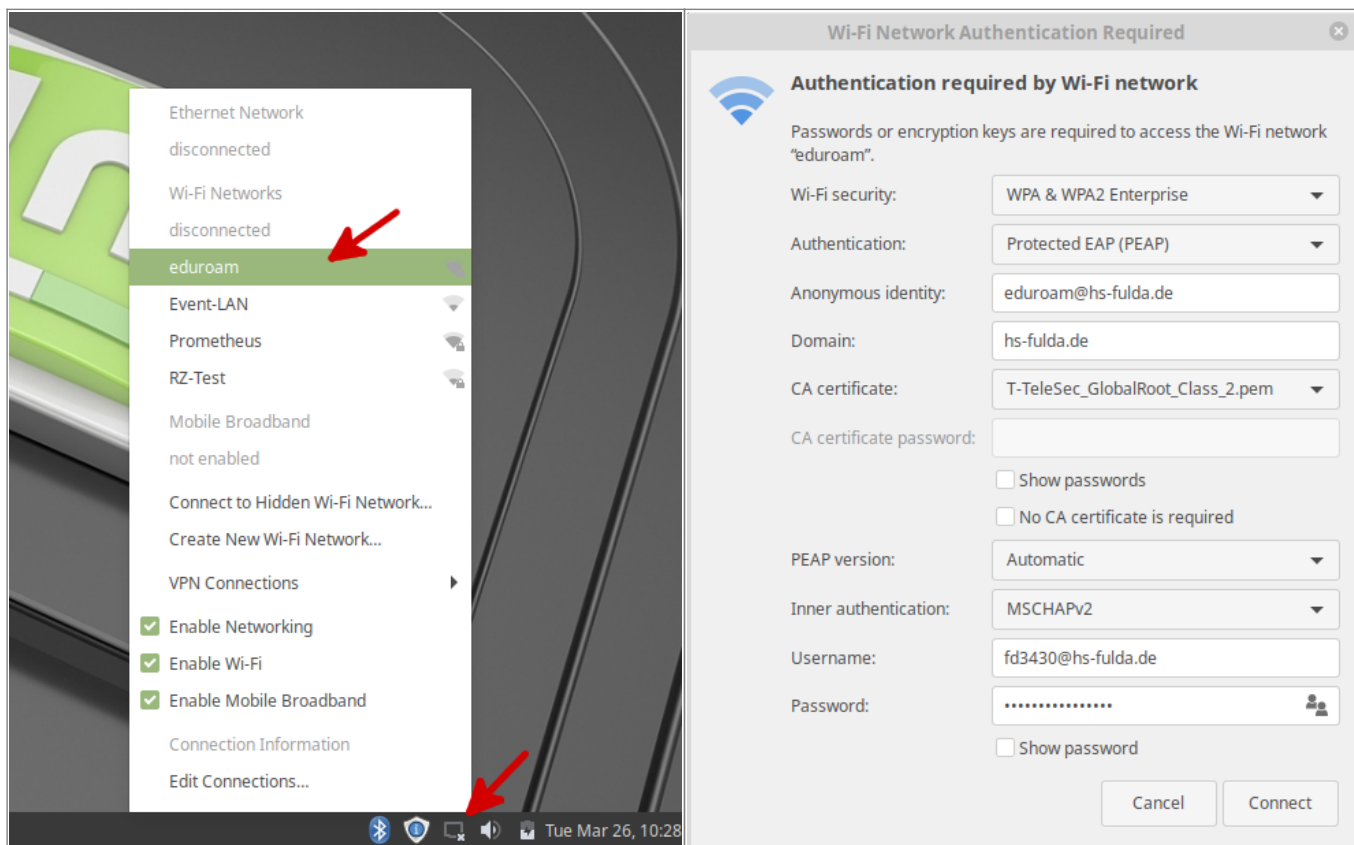 Ethernet Network
disconnected
Wi-Fi Networks
disconnected
eduroam
Event-LAN
Prometheus
RZ-Test
Mobile Broadband
not enabled
Connect to Hidden Wi-Fi Network...
Create New Wi-Fi Network...
VPN Connections
Enable Networking
Enable Wi-Fi
Enable Mobile Broadband
Connection Information
Edit Connections...
Tue Mar 26, 10:28
Wi-Fi Network Authentication Required
Authentication required by Wi-Fi network
Passwords or encryption keys are required to access the Wi-Fi network
“eduroam”.
Wi-Fi security: WPA & WPA2 Enterprise
Authentication: Protected EAP (PEAP)
Anonymous identity: eduroam@hs-fulda.de
Domain: hs-fulda.de
CA certificate: T-TeleSec_GlobalRoot_Class_2.pem
CA certificate password:
Show passwords
No CA certificate is required
PEAP version: Automatic
Inner authentication: MSCHAPv2
Username: fd3430@hs-fulda.de
Password: ••••••••••••••••
Show password
Cancel Connect